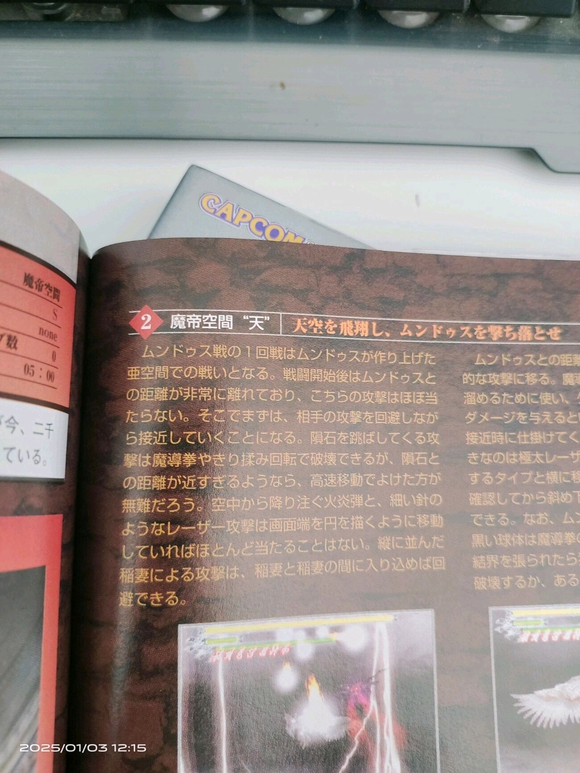 CAPCOM
魔帝空間
S
none
0
05:00
が今、二千
ている。
2 魔帝空間 “天” 天空を飛翔し、ムンドゥスを撃ち落とせ
ムンドゥス戦の1回戦はムンドゥスが作り上げた
亜空間での戦いとなる。戦闘開始後はムンドゥスと
の距離が非常に離れており、こちらの攻撃はほぼ当
たらない。そこでまずは、相手の攻撃を回避しなが
ら接近していくことになる。隕石を跳ばしてくる攻
撃は魔導拳やきり揉み回転で破壊できるが、隕石と
の距離が近すぎるようなら、高速移動でよけた方が
無難だろう。空中から降り注ぐ火炎弾と、細い針の
ようなレーザー攻撃は画面端を円を描くように移動
していればほとんど当たることはない。縦に並んだ
稲妻による攻撃は、稲妻と稲妻の間に入り込めば回
避できる。
ムンドゥスとの距
的な攻撃に移る。魔
溜めるために使い、
ダメージを与えると
接近時に仕掛けてく
きなのは極太レーザ
するタイプと横に
確認してから斜め
できる。なお、ム
黒い球体は魔導拳
結界を張られたら
破壊するか、ある
2025/01/03 12:15